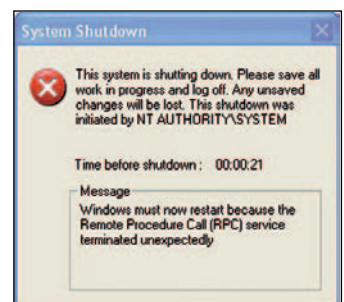 System Shutdown
This system is shutting down. Please save all
work in progress and log off. Any unsaved
changes will be lost. This shutdown was
initiated by NT AUTHORITY\SYSTEM
Time before shutdown : 00:00:21
Message
Windows must now restart because the
Remote Procedure Call (RPC) service
terminated unexpectedly